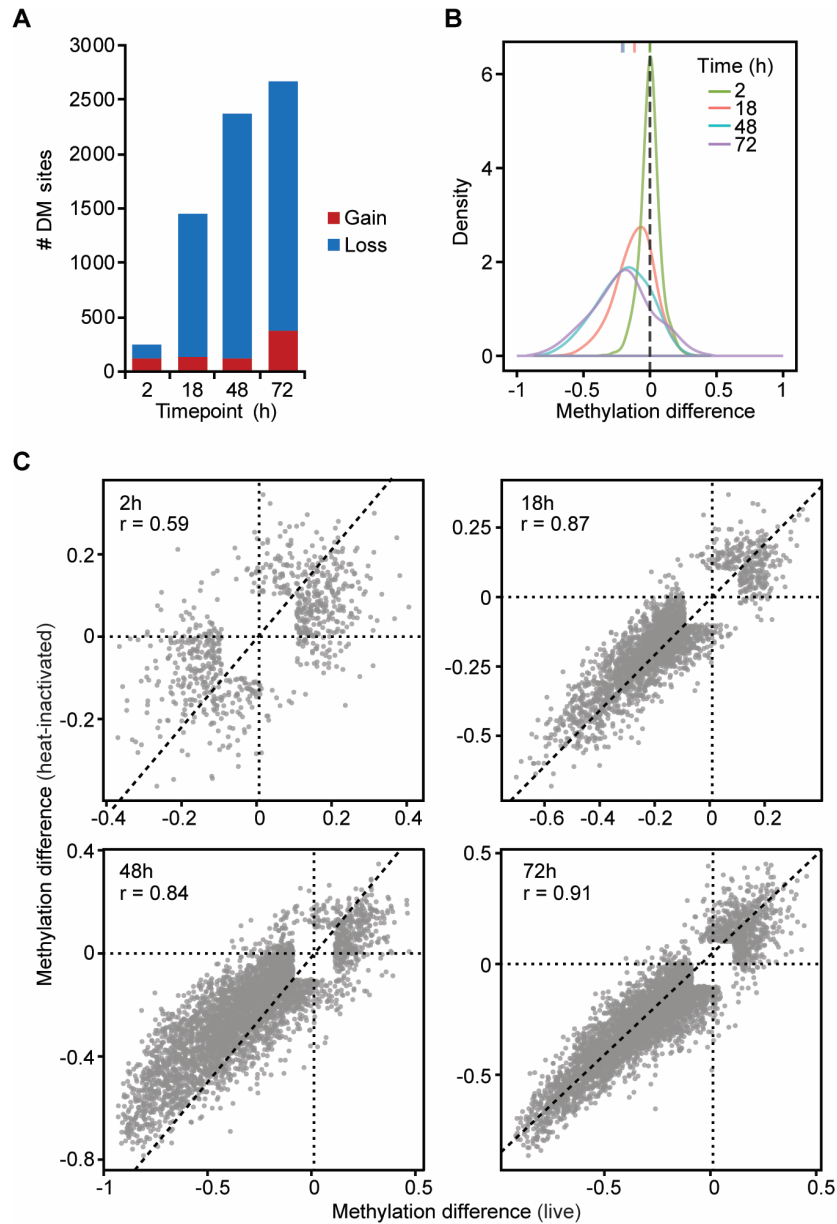 A
3000
2500
2000
1500
1000
500
0
# DM sites
2 18 48 72
Timepoint (h)
Gain
Loss
B
6
4
2
0
Density
Time (h)
2
18
48
72
-1 -0.5 0 0.5 1
Methylation difference
C
Methylation difference (heat-inactivated)
2h
r = 0.59
0.2
0
-0.2
-0.4 -0.2 0 0.2 0.4
18h
r = 0.87
0.25
0
-0.25
-0.5
-0.6 -0.4 -0.2 0 0.2
48h
r = 0.84
0.4
0
-0.4
-0.8
-1 -0.5 0 0.5
72h
r = 0.91
0.5
0
-0.5
-0.5 0 0.5
Methylation difference (live)